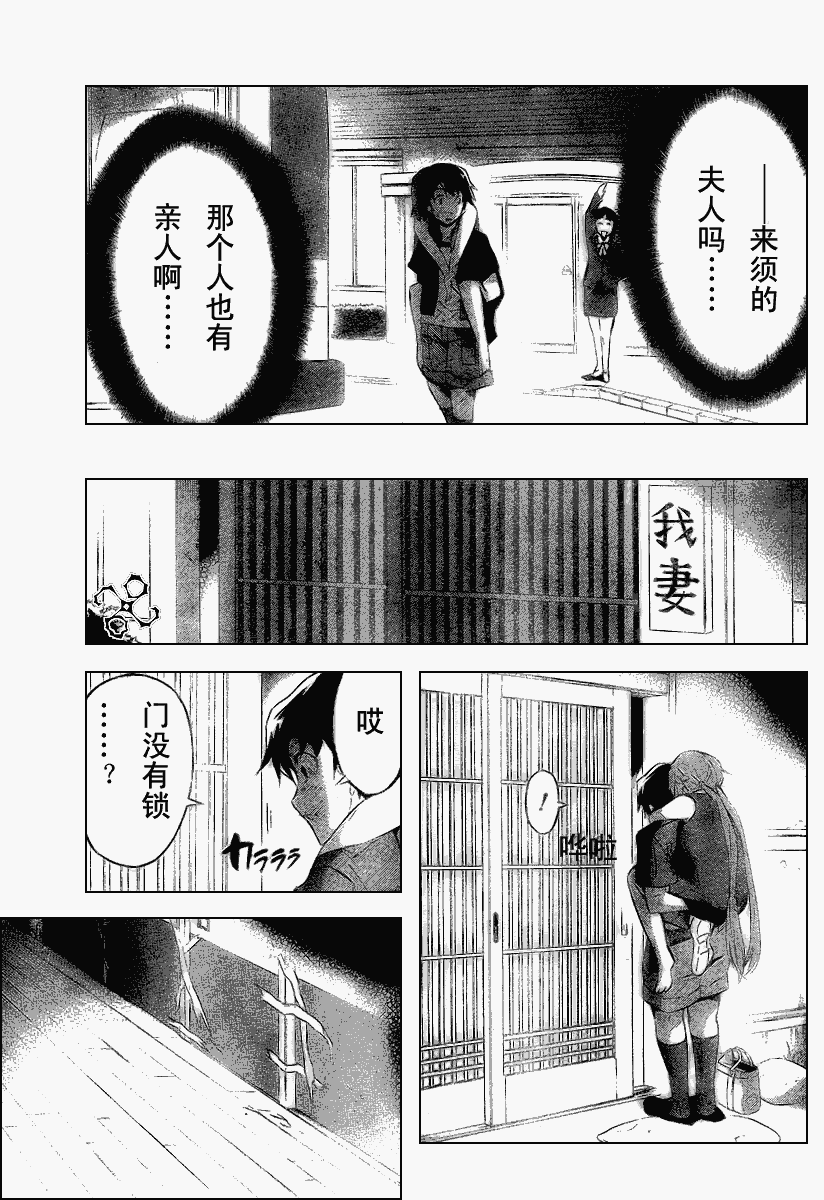 ——来须的
夫人吗……
那个人也有
亲人啊……
我妻
！
哗啦
哎
门没有锁
……？
ガラララ